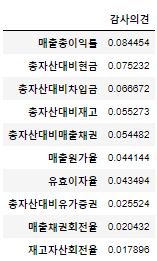 감사의견
매출총이익률 0.084454
총자산대비현금 0.075232
총자산대비차입금 0.066672
총자산대비재고 0.055273
총자산대비매출채권 0.054482
매출원가율 0.044144
유효이자율 0.043494
총자산대비유가증권 0.025524
매출채권회전율 0.020432
재고자산회전율 0.017896